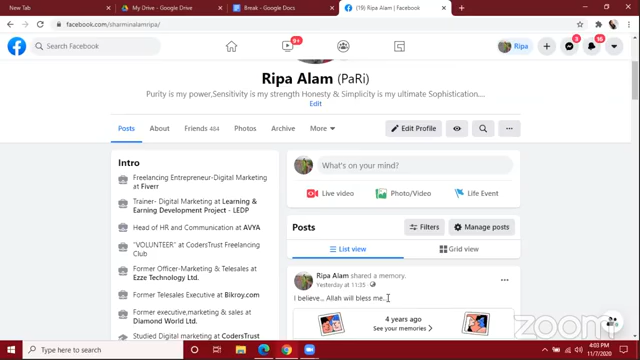 New Tab
My Drive - Google Drive
Break - Google Docs
(19) Ripa Alam | Facebook
facebook.com/sharminalamripa/
Search Facebook
9+
Ripa
3
16
Ripa Alam (PaRi)
Purity is my power,Sensitivity is my strength Honesty & Simplicity is my ultimate Sophistication....
Edit
Posts
About
Friends 484
Photos
Archive
More
Edit Profile
Intro
Freelancing Entrepreneur-Digital Marketing
at Fiverr
Trainer- Digital Marketing at Learning &
Earning Development Project - LEDP
Head of HR and Communication at AVYA
"VOLUNTEER" at CodersTrust Freelancing
Club
Former Officer-Marketing & Telesales at
Ezze Technology Ltd.
Former Telesales Executive at Bikroy.com
Former executive,marketing & sales at
Diamond World Ltd.
Studied Digital marketing at CodersTrust
What's on your mind?
Live video
Photo/Video
Life Event
Posts
Filters
Manage posts
List view
Grid view
Ripa Alam shared a memory.
Yesterday at 11:35
I believe... Allah will bless me...
4 years ago
See your memories
zoom
Type here to search
4:03 PM
11/7/2020